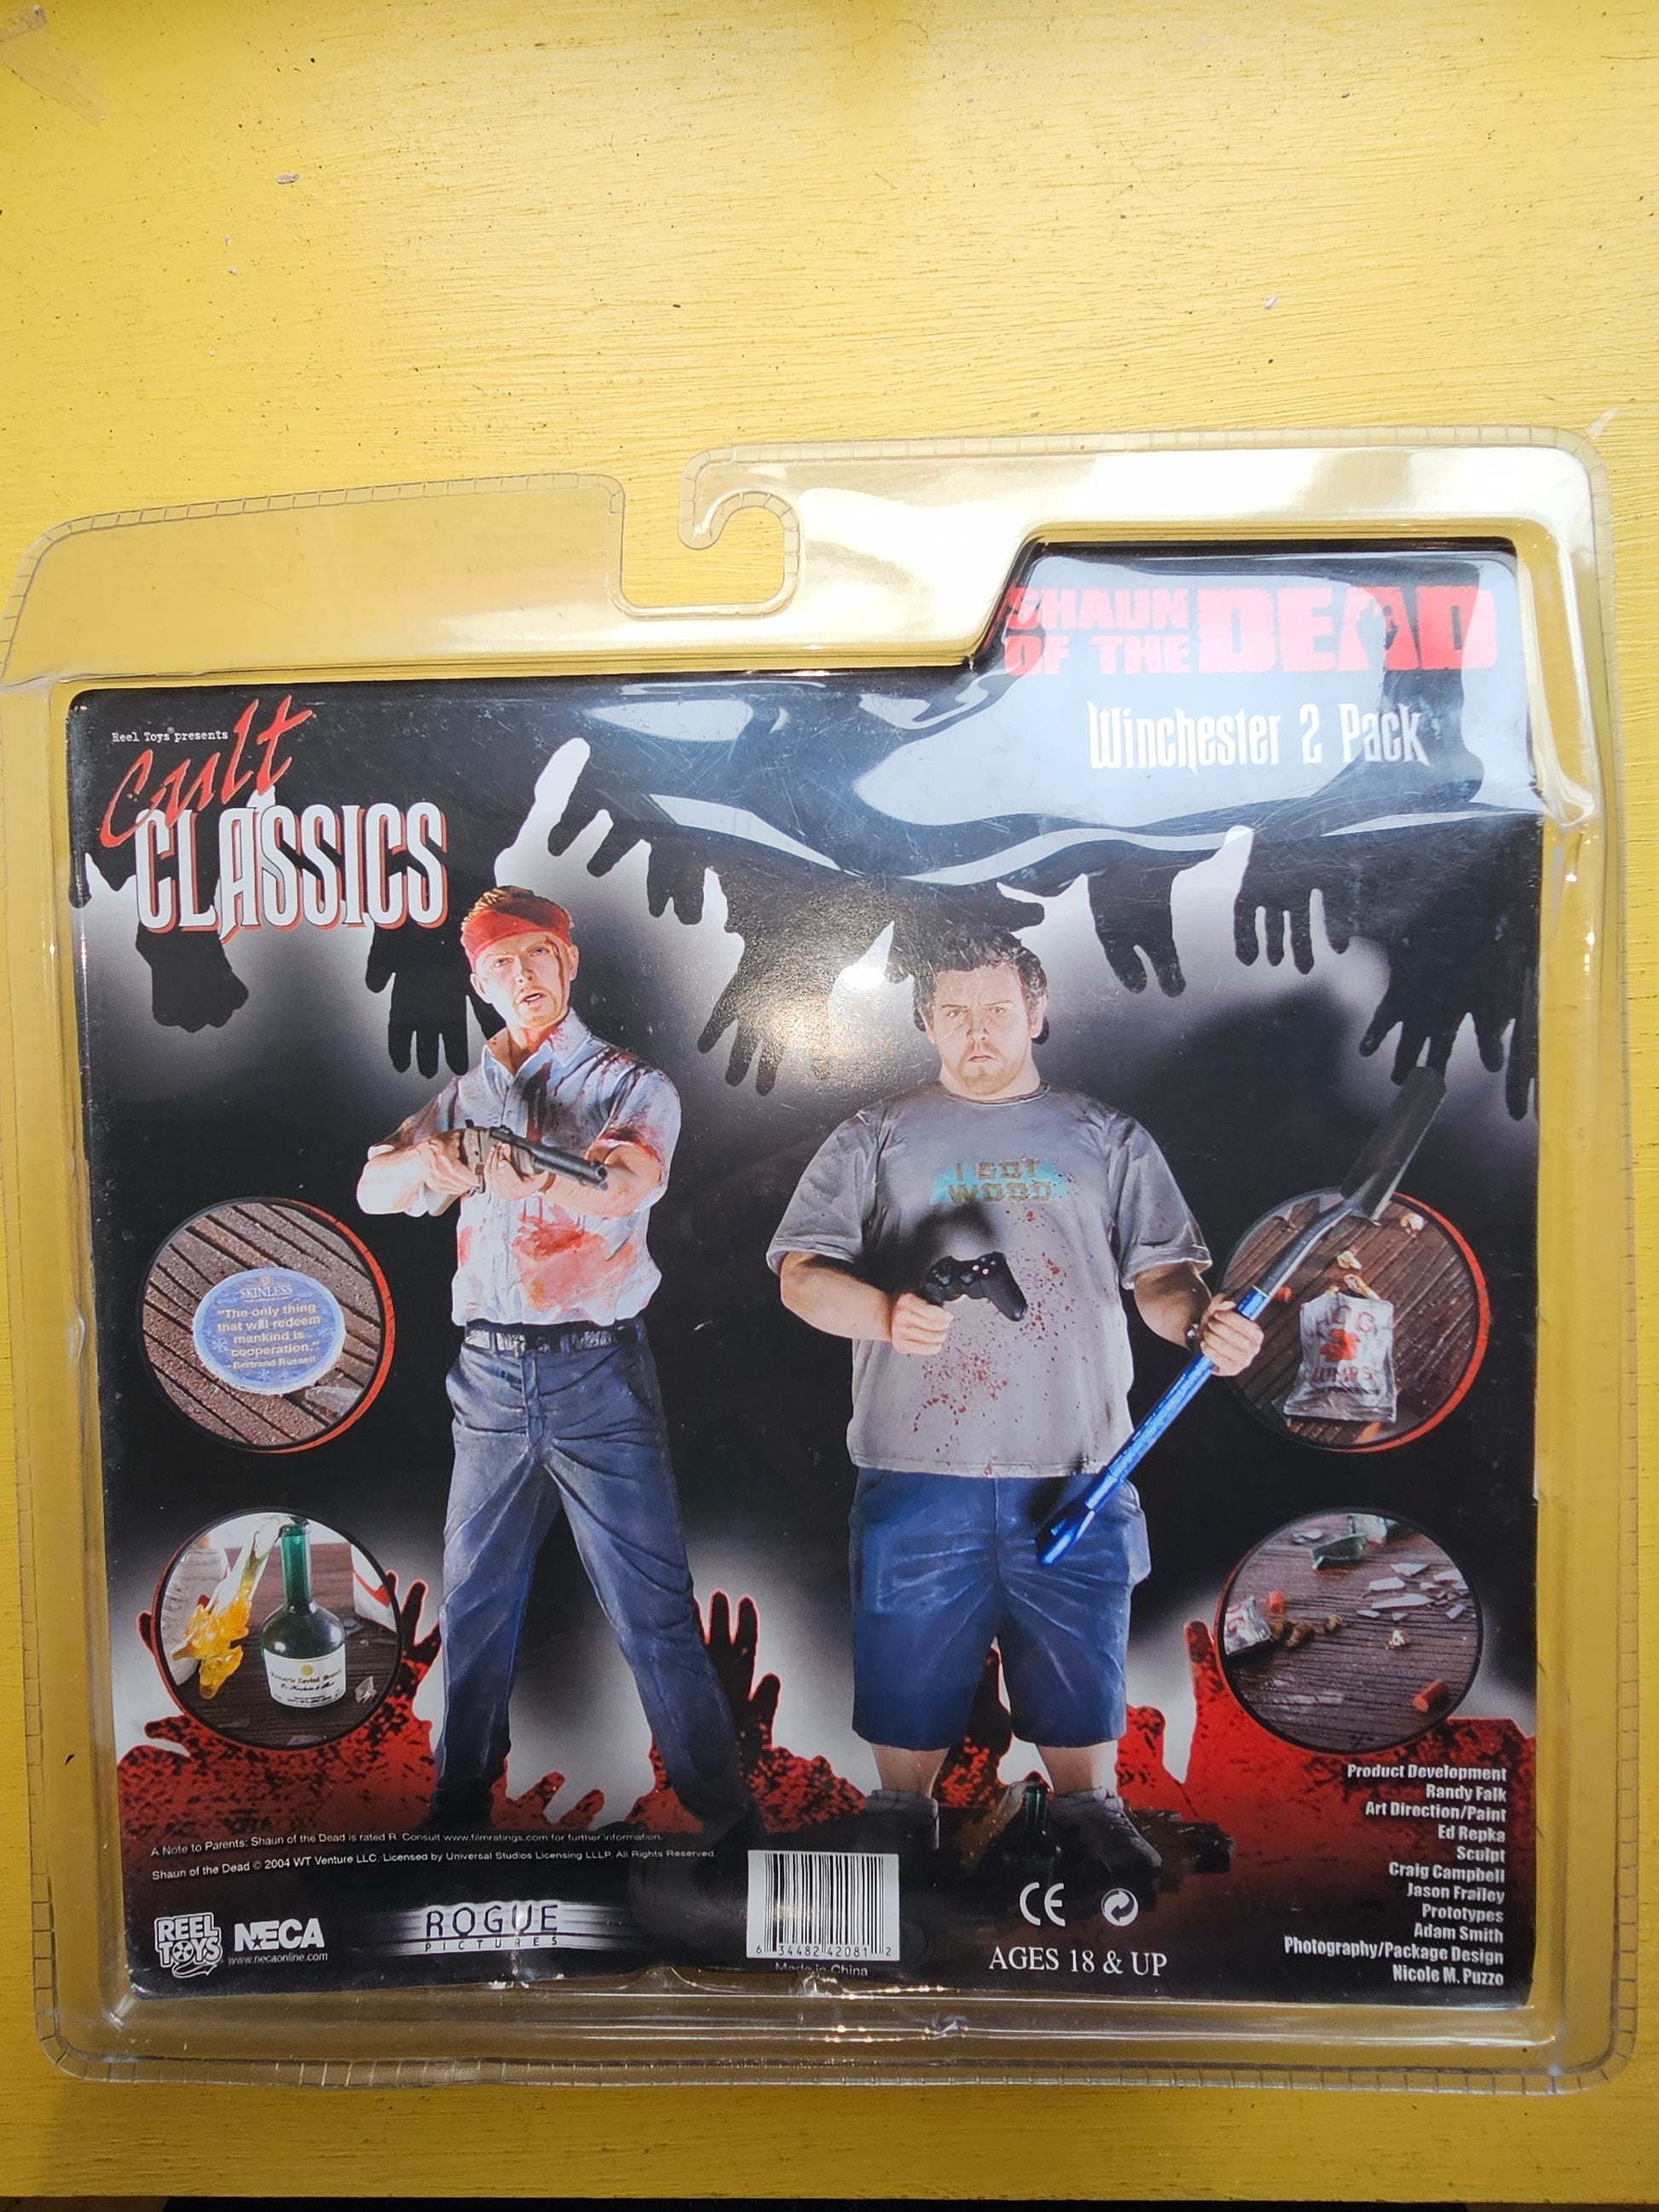 SHAUN
OF THE DEAD
Winchester 2 Pack
Reel Toys® presents
Cult
CLASSICS
I GOT
WOOD
SKINLESS
"The only thing
that will redeem
mankind is
cooperation."
-Bertrand Russell
HOG
LUMPS
Product Development
Randy Falk
Art Direction/Paint
Ed Repka
Sculpt
Craig Campbell
Jason Frailey
Prototypes
Adam Smith
Photography/Package Design
Nicole M. Puzzo
A Note to Parents: Shaun of the Dead is rated R. Consult www.filmratings.com for further information.
Shaun of the Dead © 2004 WT Venture LLC. Licensed by Universal Studios Licensing LLLP. All Rights Reserved.
REEL
TOYS
NECA
www.necaonline.com
ROGUE
PICTURES
6 34482 42081 2
Made in China
CE
AGES 18 & UP